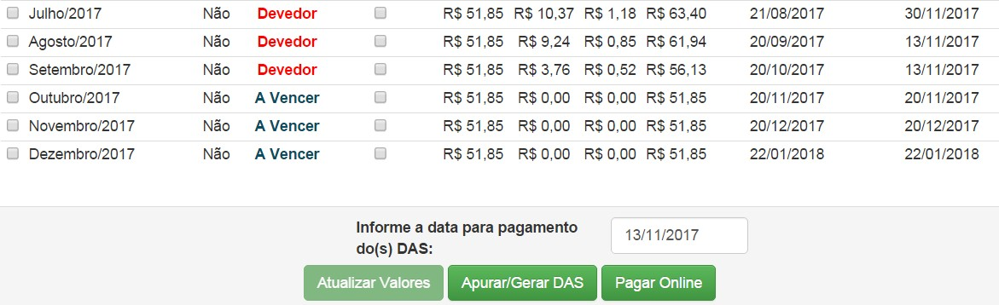 Julho/2017 Não Devedor R$ 51,85 R$ 10,37 R$ 1,18 R$ 63,40 21/08/2017 30/11/2017
Agosto/2017 Não Devedor R$ 51,85 R$ 9,24 R$ 0,85 R$ 61,94 20/09/2017 13/11/2017
Setembro/2017 Não Devedor R$ 51,85 R$ 3,76 R$ 0,52 R$ 56,13 20/10/2017 13/11/2017
Outubro/2017 Não A Vencer R$ 51,85 R$ 0,00 R$ 0,00 R$ 51,85 20/11/2017 20/11/2017
Novembro/2017 Não A Vencer R$ 51,85 R$ 0,00 R$ 0,00 R$ 51,85 20/12/2017 20/12/2017
Dezembro/2017 Não A Vencer R$ 51,85 R$ 0,00 R$ 0,00 R$ 51,85 22/01/2018 22/01/2018
Informe a data para pagamento
do(s) DAS:
13/11/2017
Atualizar Valores Apurar/Gerar DAS Pagar Online